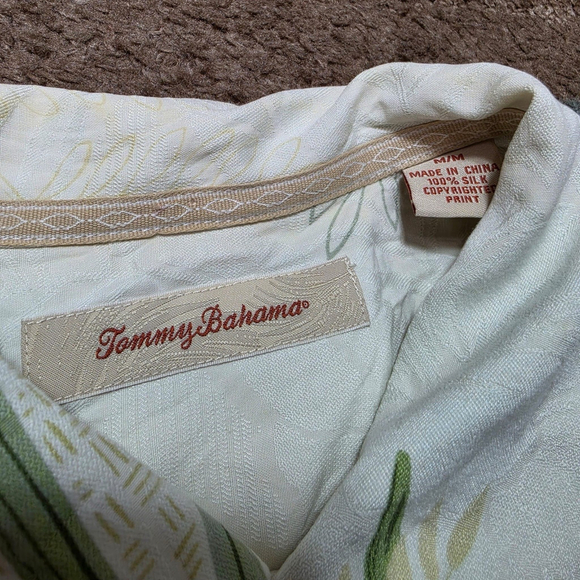 Tommy Bahama®
M/M
MADE IN CHINA
100% SILK
COPYRIGHTED
PRINT